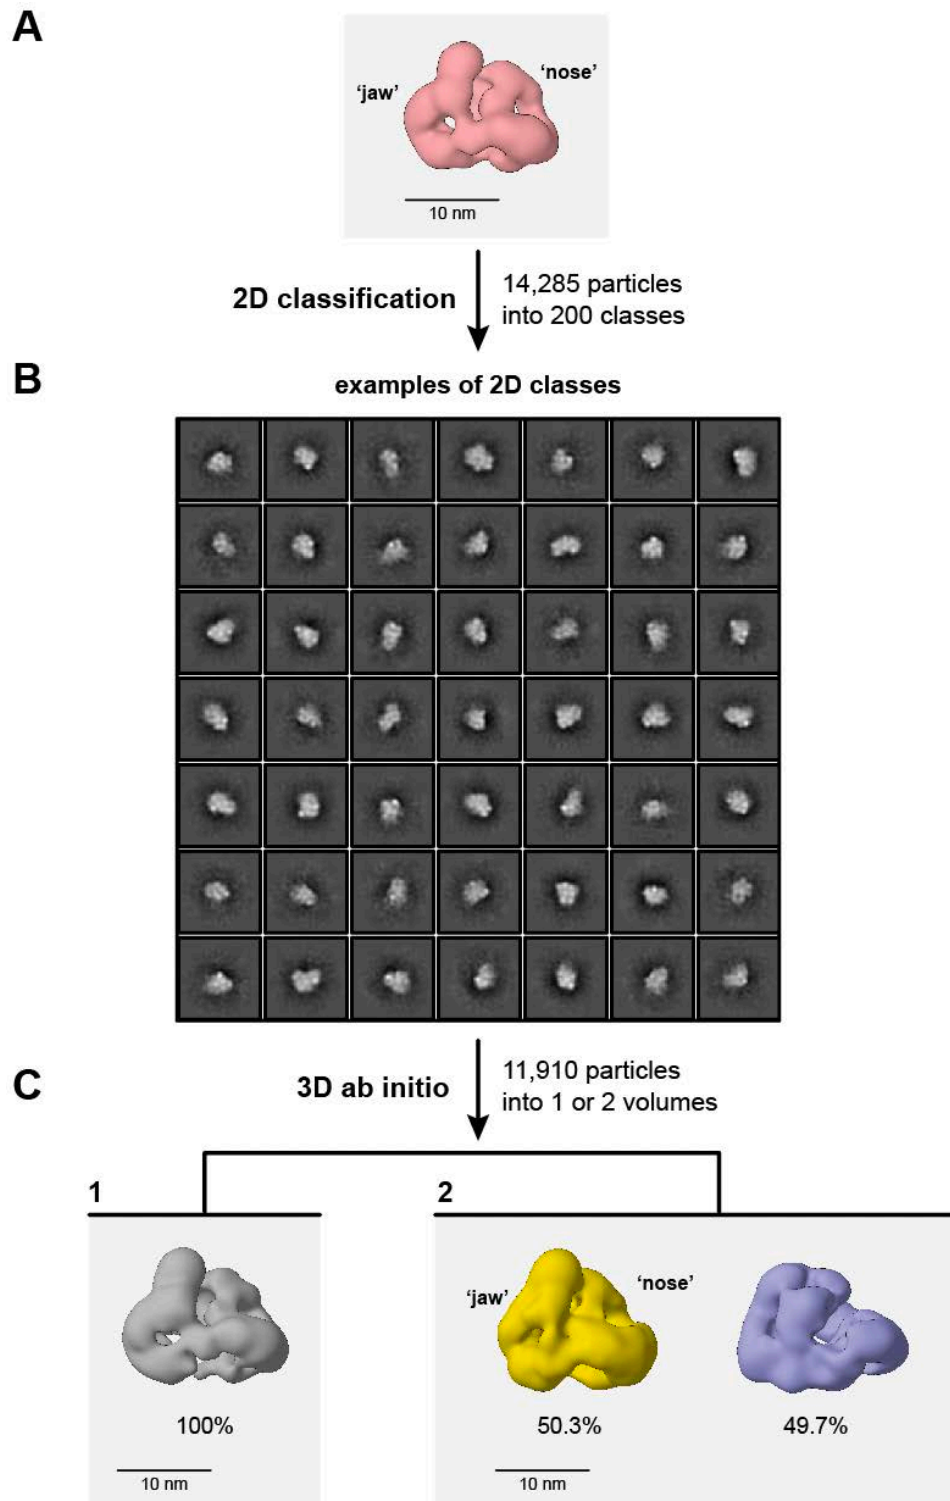 A
‘jaw’
‘nose’
10 nm
2D classification
14,285 particles
into 200 classes
B
examples of 2D classes
C
3D ab initio
11,910 particles
into 1 or 2 volumes
1
2
‘jaw’
‘nose’
100%
50.3%
49.7%
10 nm
10 nm